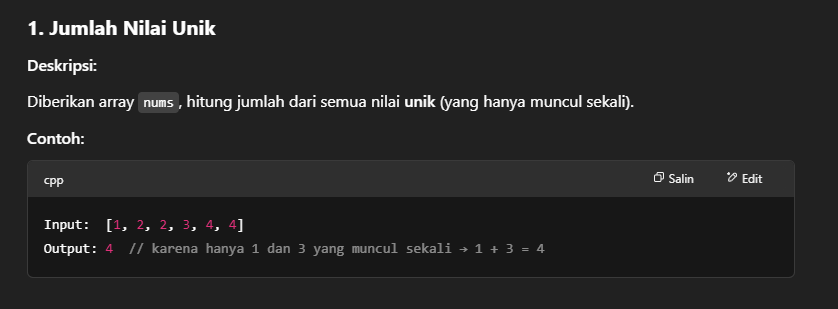 1. Jumlah Nilai Unik
Deskripsi:
Diberikan array nums, hitung jumlah dari semua nilai unik (yang hanya muncul sekali).
Contoh:
cpp Salin Edit
Input:  [1, 2, 2, 3, 4, 4]
Output: 4  // karena hanya 1 dan 3 yang muncul sekali → 1 + 3 = 4